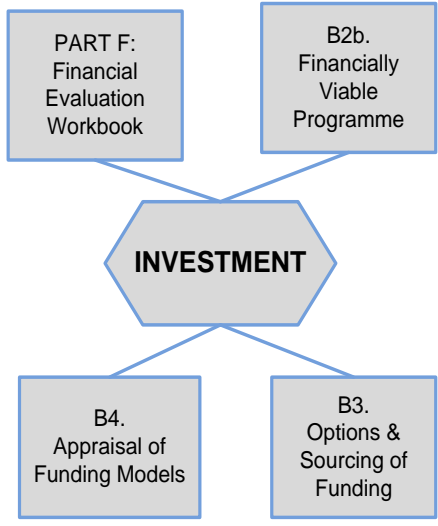 PART F:
Financial
Evaluation
Workbook
B2b.
Financially
Viable
Programme
INVESTMENT
B4.
Appraisal of
Funding Models
B3.
Options &
Sourcing of
Funding